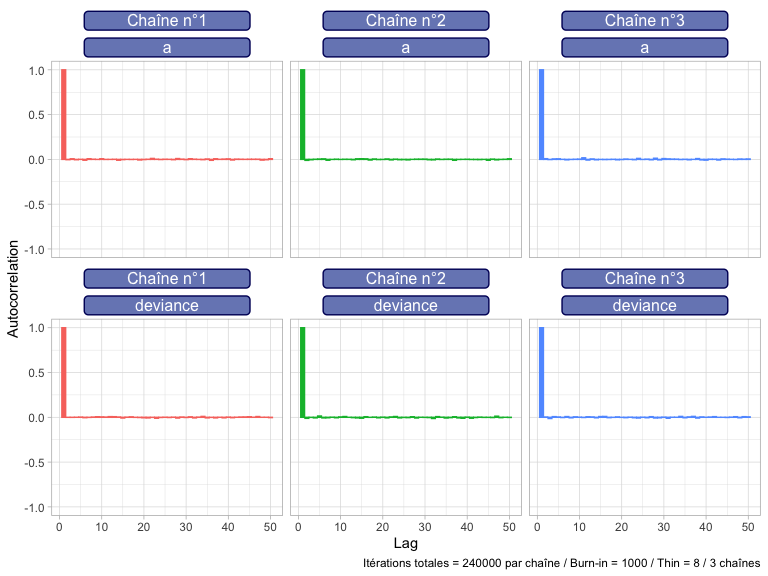 Chaîne n°1 Chaîne n°2 Chaîne n°3
a a a
1.0
0.5
0.0
-0.5
-1.0
Autocorrelation
Chaîne n°1 Chaîne n°2 Chaîne n°3
deviance deviance deviance
1.0
0.5
0.0
-0.5
-1.0
0 10 20 30 40 50 0 10 20 30 40 50 0 10 20 30 40 50
Lag
Itérations totales = 240000 par chaîne / Burn-in = 1000 / Thin = 8 / 3 chaînes